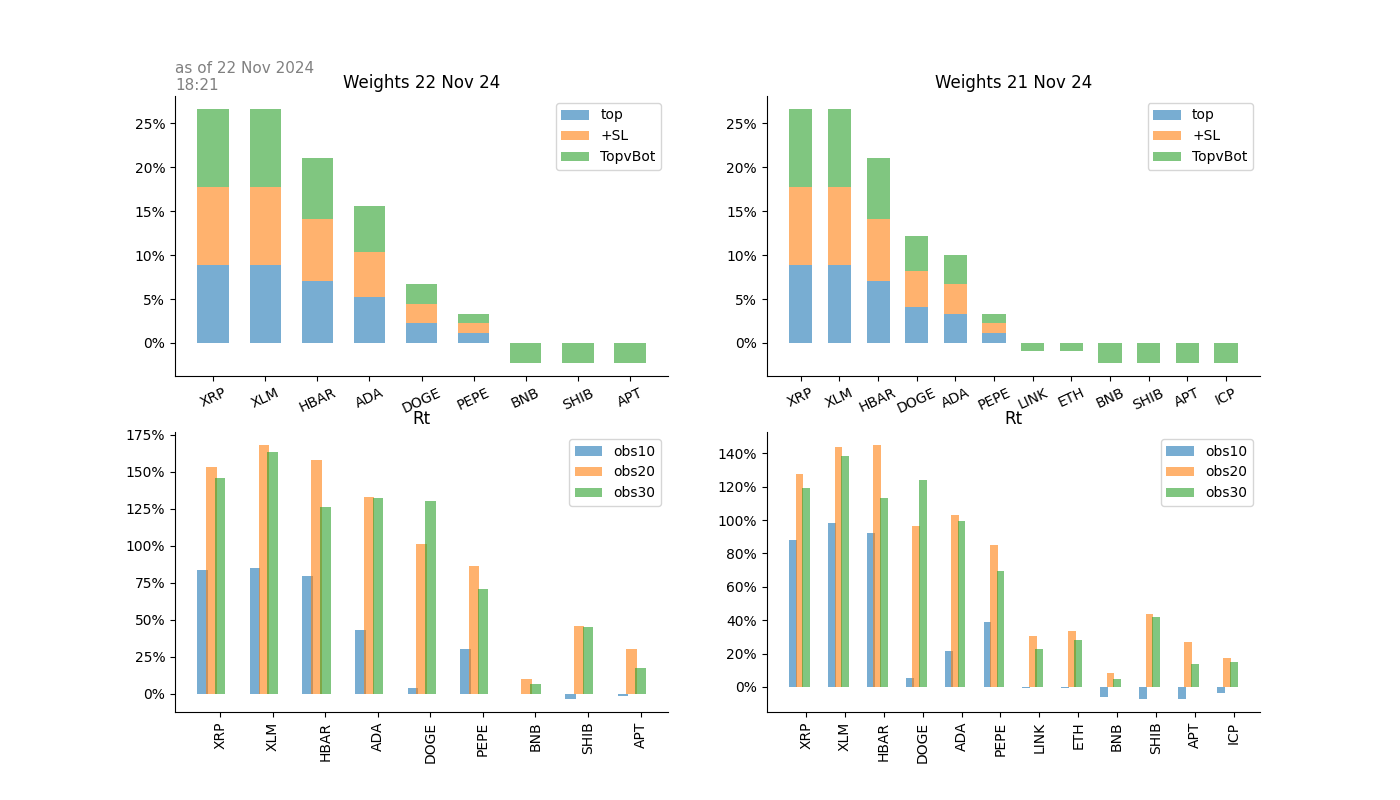 as of 22 Nov 2024
18:21
Weights 22 Nov 24
25%
20%
15%
10%
5%
0%
top
+SL
TopvBot
XRP XLM HBAR ADA DOGE PEPE BNB SHIB APT
Weights 21 Nov 24
25%
20%
15%
10%
5%
0%
top
+SL
TopvBot
XRP XLM HBAR DOGE ADA PEPE LINK ETH BNB SHIB APT ICP
Rt
175%
150%
125%
100%
75%
50%
25%
0%
obs10
obs20
obs30
XRP XLM HBAR ADA DOGE PEPE BNB SHIB APT
Rt
140%
120%
100%
80%
60%
40%
20%
0%
obs10
obs20
obs30
XRP XLM HBAR DOGE ADA PEPE LINK ETH BNB SHIB APT ICP